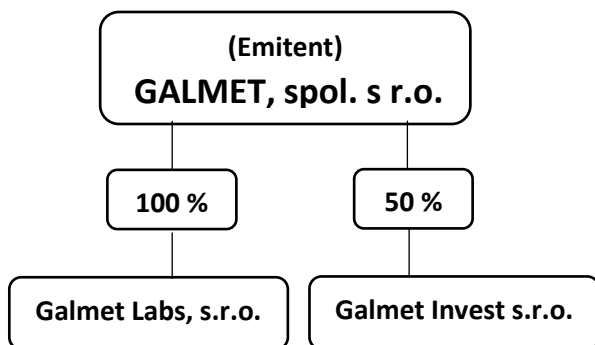 (Emitent)
GALMET, spol. s r.o.
100 %
50 %
Galmet Labs, s.r.o.
Galmet Invest s.r.o.